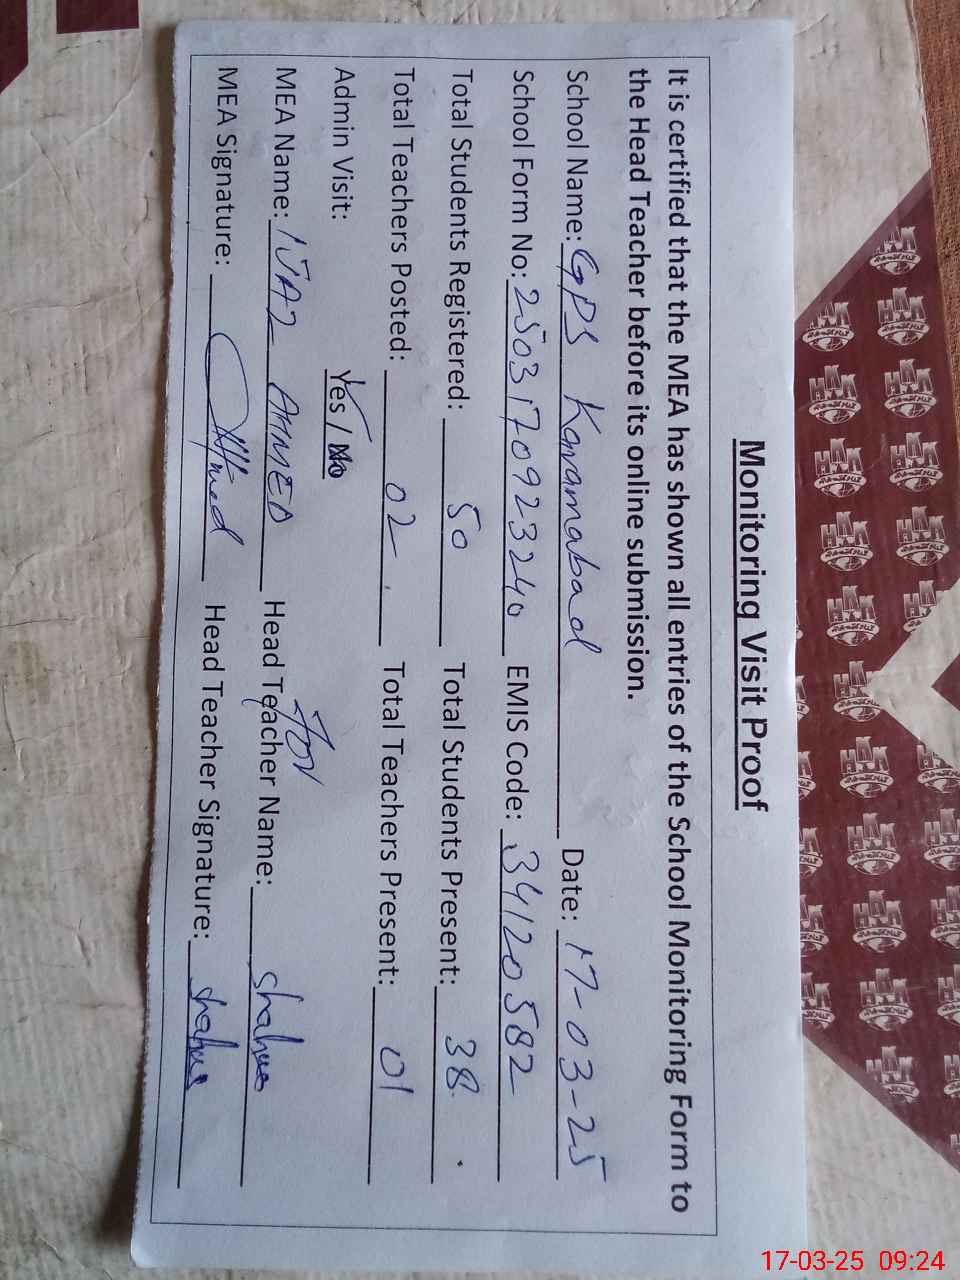 Monitoring Visit Proof
It is certified that the MEA has shown all entries of the School Monitoring Form to
the Head Teacher before its online submission.
School Name: GPS Karamabad Date: 17-03-25
School Form No: 2503170923240 EMIS Code: 34120582
Total Students Registered: 50 Total Students Present: 38
Total Teachers Posted: 02 Total Teachers Present: 01
Admin Visit: Yes / No
For
MEA Name: IJAZ AHMED Head Teacher Name:
MEA Signature: Ahmed Head Teacher Signature:
17-03-25 09:24